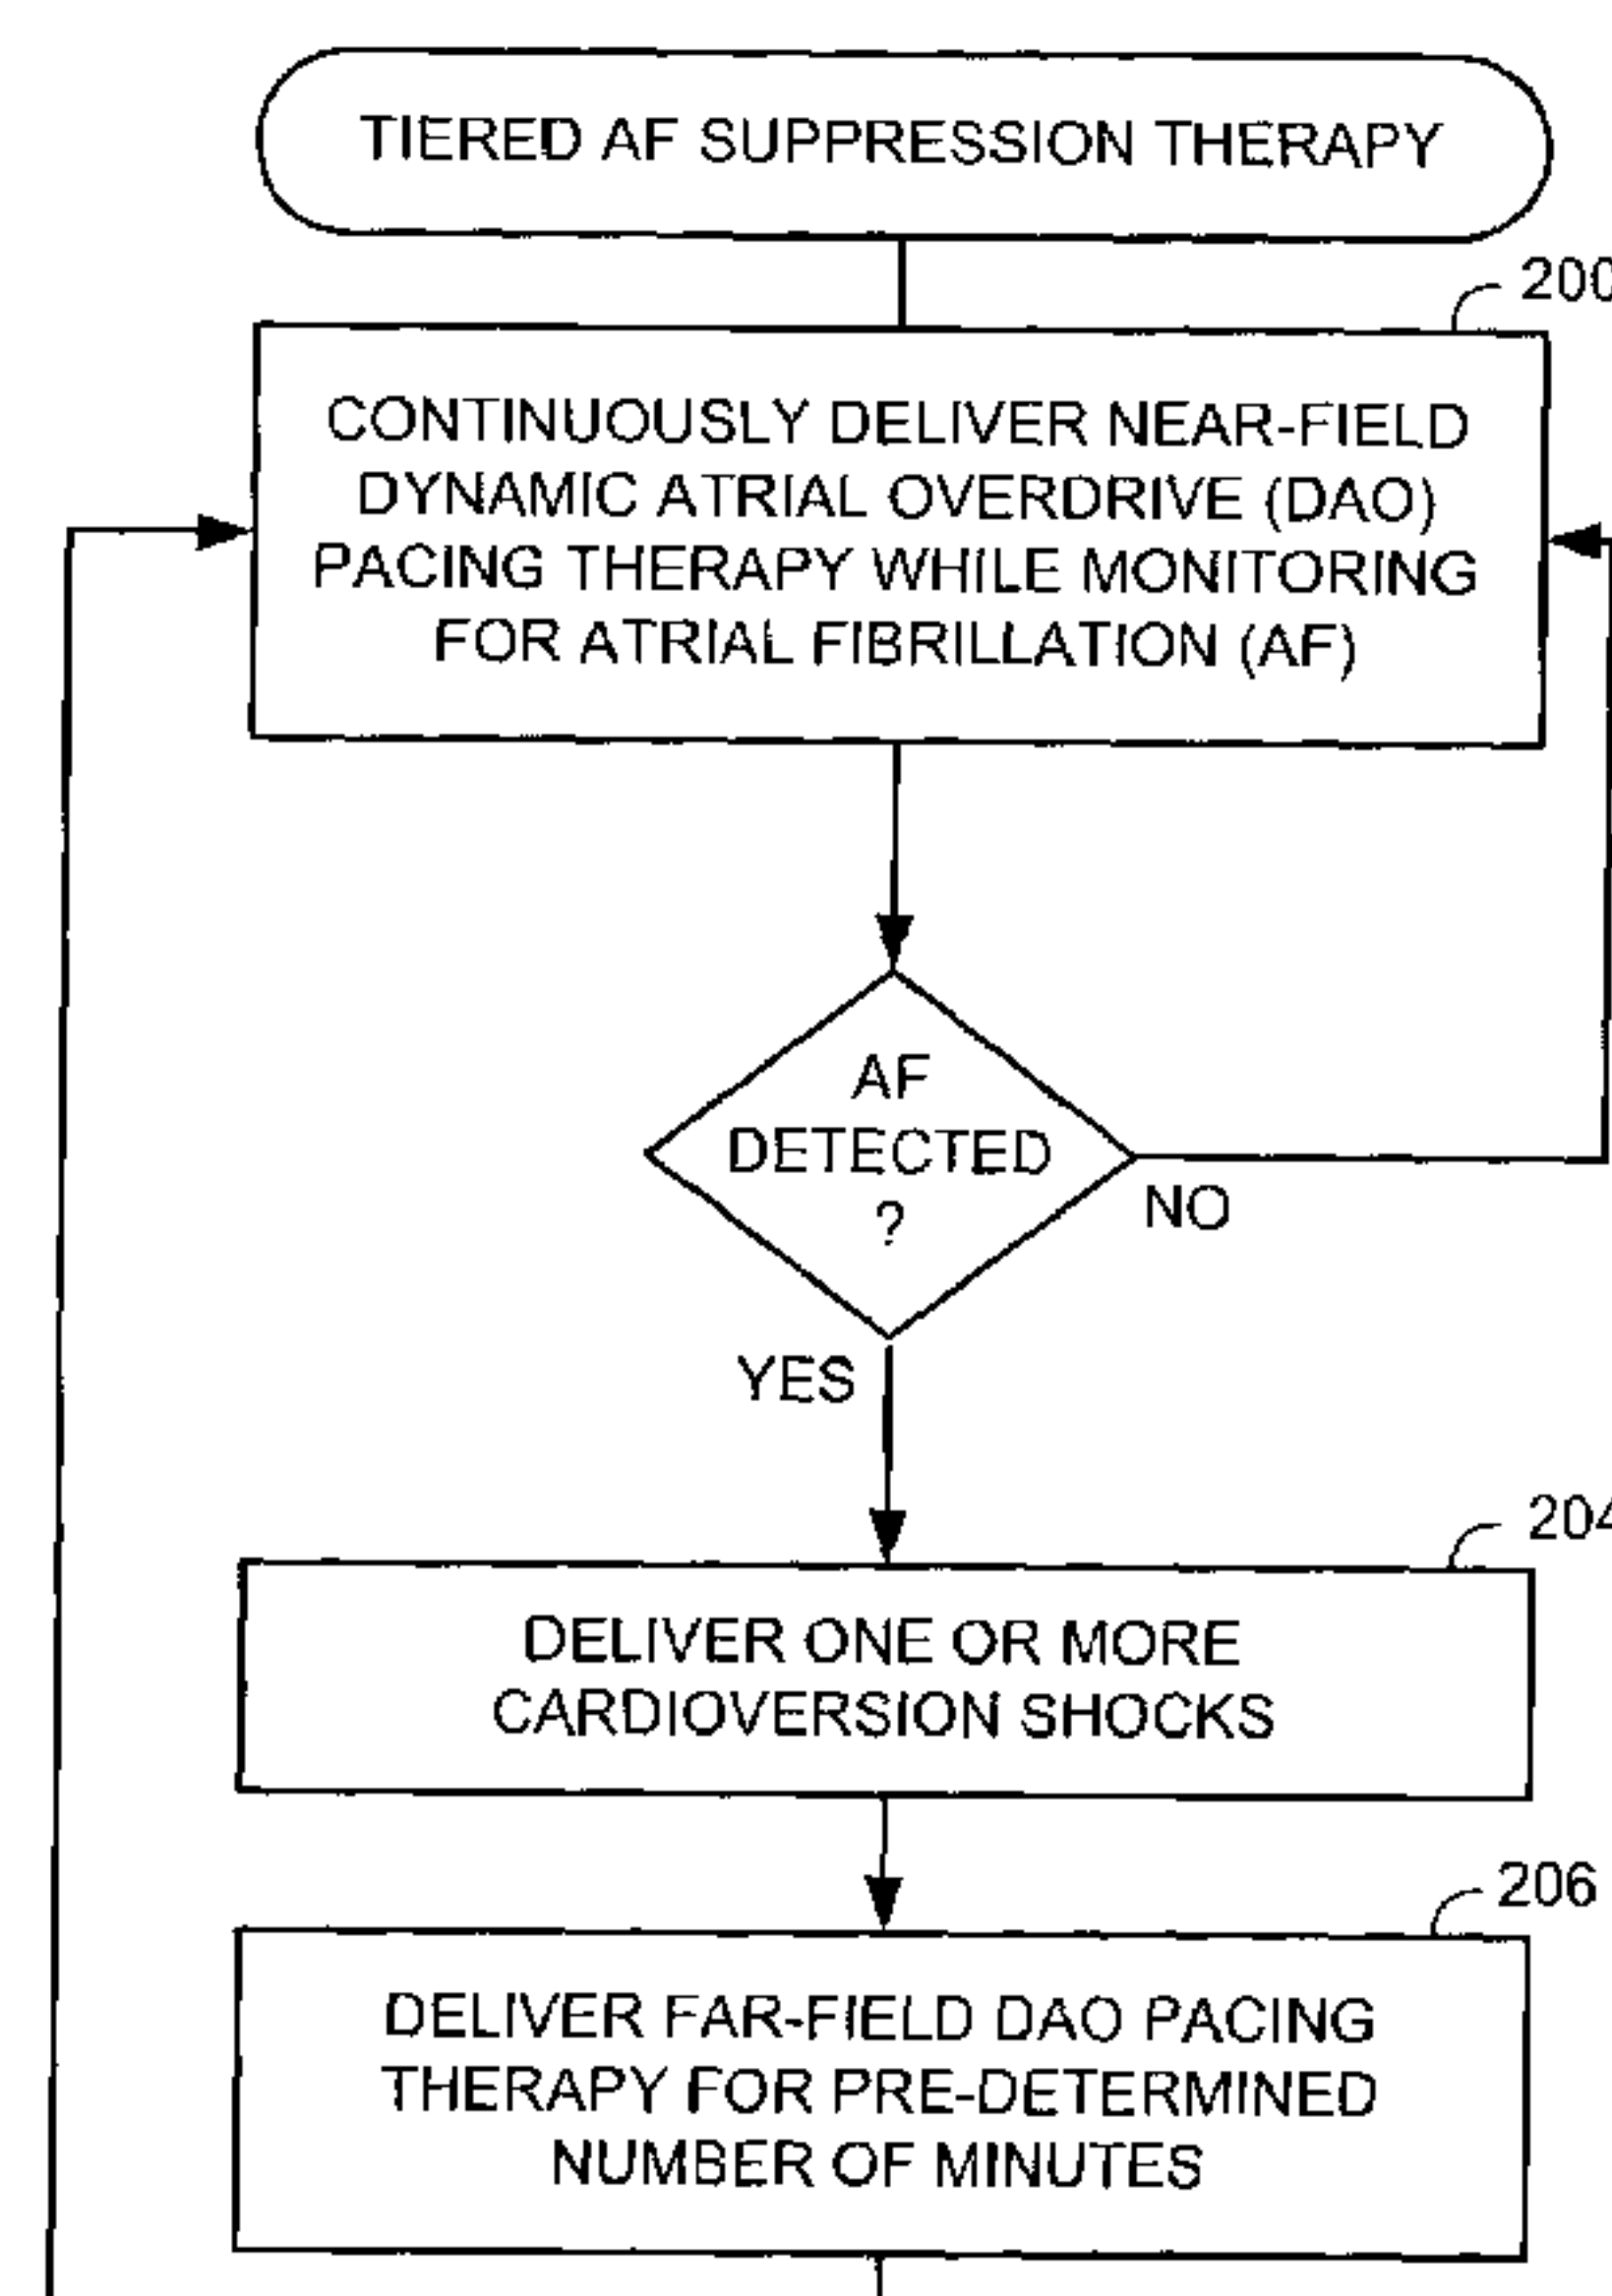 TIERED AF SUPPRESSION THERAPY
200
CONTINUOUSLY DELIVER NEAR-FIELD
DYNAMIC ATRIAL OVERDRIVE (DAO)
PACING THERAPY WHILE MONITORING
FOR ATRIAL FIBRILLATION (AF)
AF
DETECTED
?
NO
YES
204
DELIVER ONE OR MORE
CARDIOVERSION SHOCKS
206
DELIVER FAR-FIELD DAO PACING
THERAPY FOR PRE-DETERMINED
NUMBER OF MINUTES